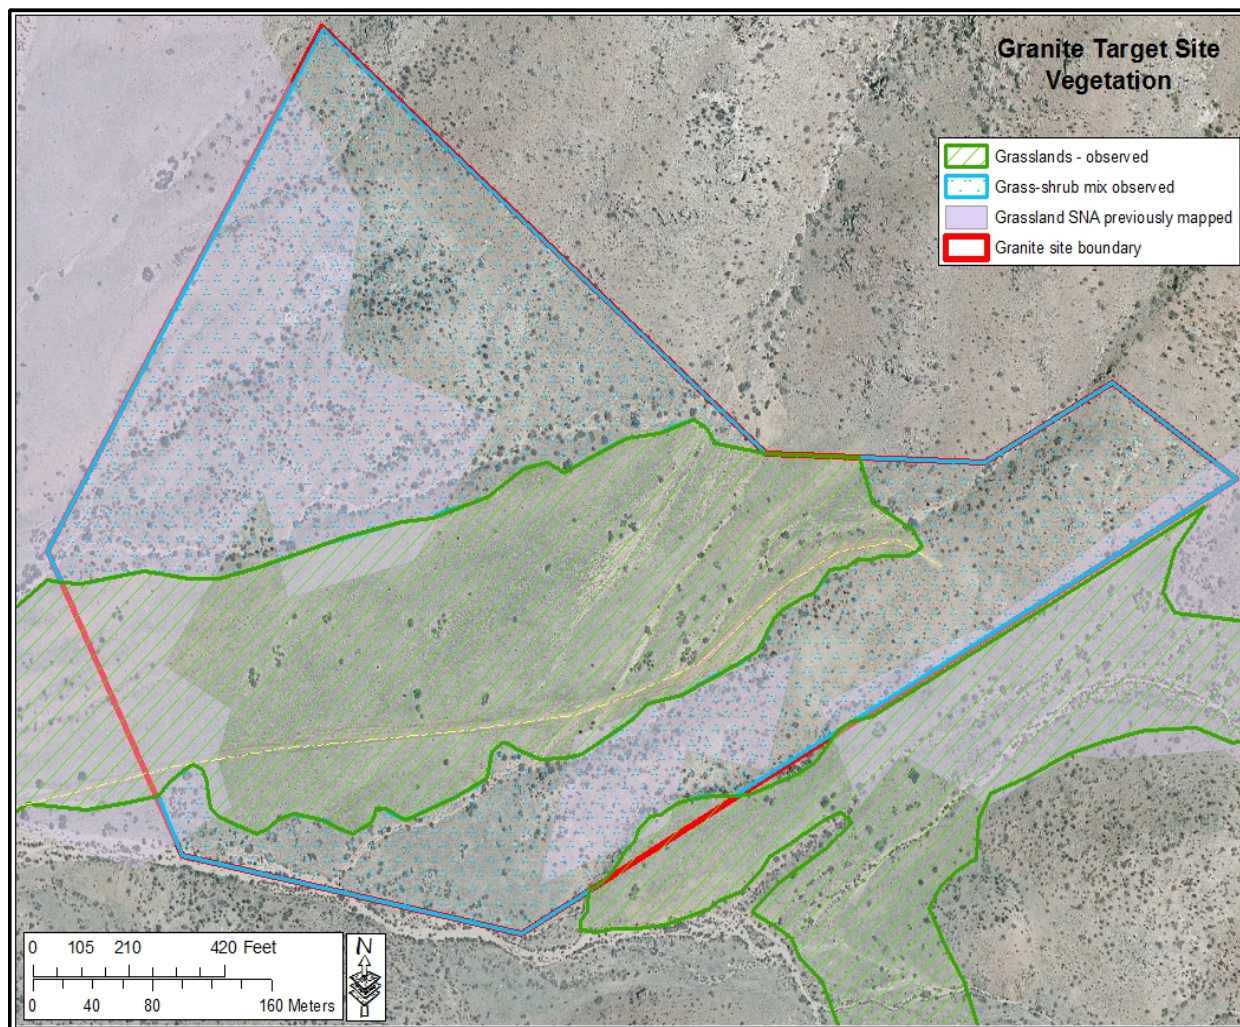 Granite Target Site
Vegetation
Grasslands - observed
Grass-shrub mix observed
Grassland SNA previously mapped
Granite site boundary
0 105 210 420 Feet
0 40 80 160 Meters
N